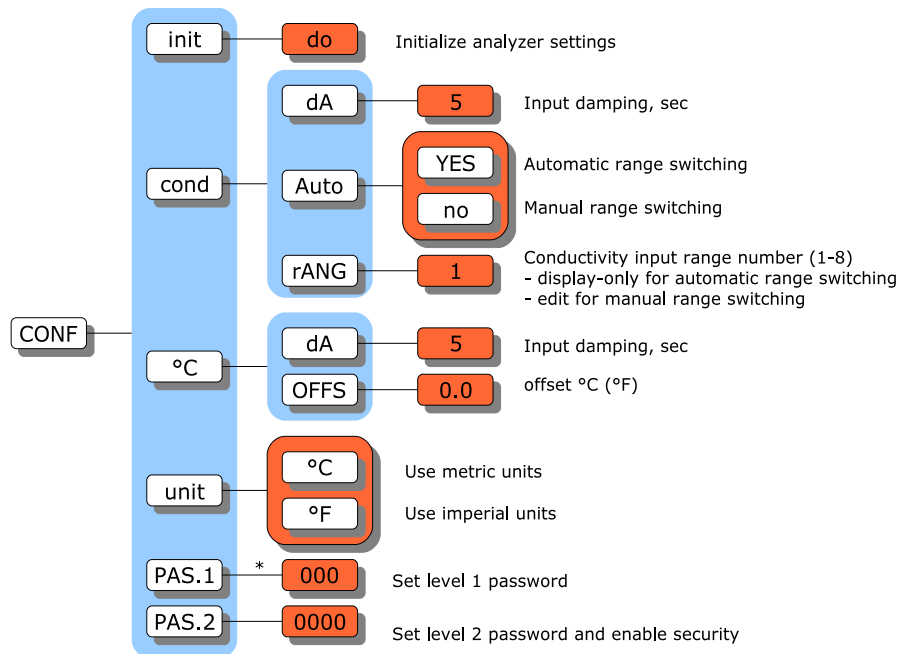 init do Initialize analyzer settings
dA 5 Input damping, sec
YES Automatic range switching
cond Auto
no Manual range switching
rANG 1 Conductivity input range number (1-8)
- display-only for automatic range switching
- edit for manual range switching
CONF
dA 5 Input damping, sec
°C
OFFS 0.0 offset °C (°F)
°C Use metric units
unit
°F Use imperial units
PAS.1 * 000 Set level 1 password
PAS.2 0000 Set level 2 password and enable security